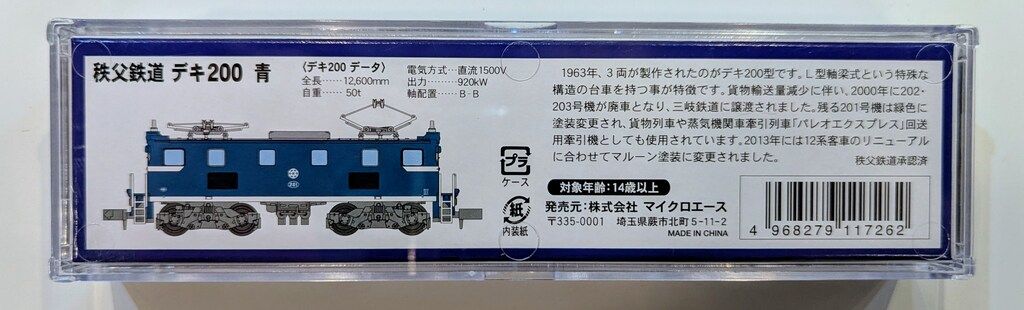 秩父鉄道 デキ200 青
〈デキ200 データ〉
全長……12,600mm
自重……50t
電気方式…直流1500V
出力………920kW
軸配置……B-B
1963年、3両が製作されたのがデキ200型です。L型軸梁式という特殊な
構造の台車を持つ事が特徴です。貨物輸送量減少に伴い、2000年に202・
203号機が廃車となり、三岐鉄道に譲渡されました。残る201号機は緑色に
塗装変更され、貨物列車や蒸気機関車牽引列車「パレオエクスプレス」回送
用牽引機としても使用されています。2013年には12系客車のリニューアル
に合わせてマルーン塗装に変更されました。
秩父鉄道承認済
201
プラ
ケース
紙
内装紙
対象年齢:14歳以上
発売元:株式会社 マイクロエース
〒335-0001 埼玉県蕨市北町5-11-2
MADE IN CHINA
4 968279 117262